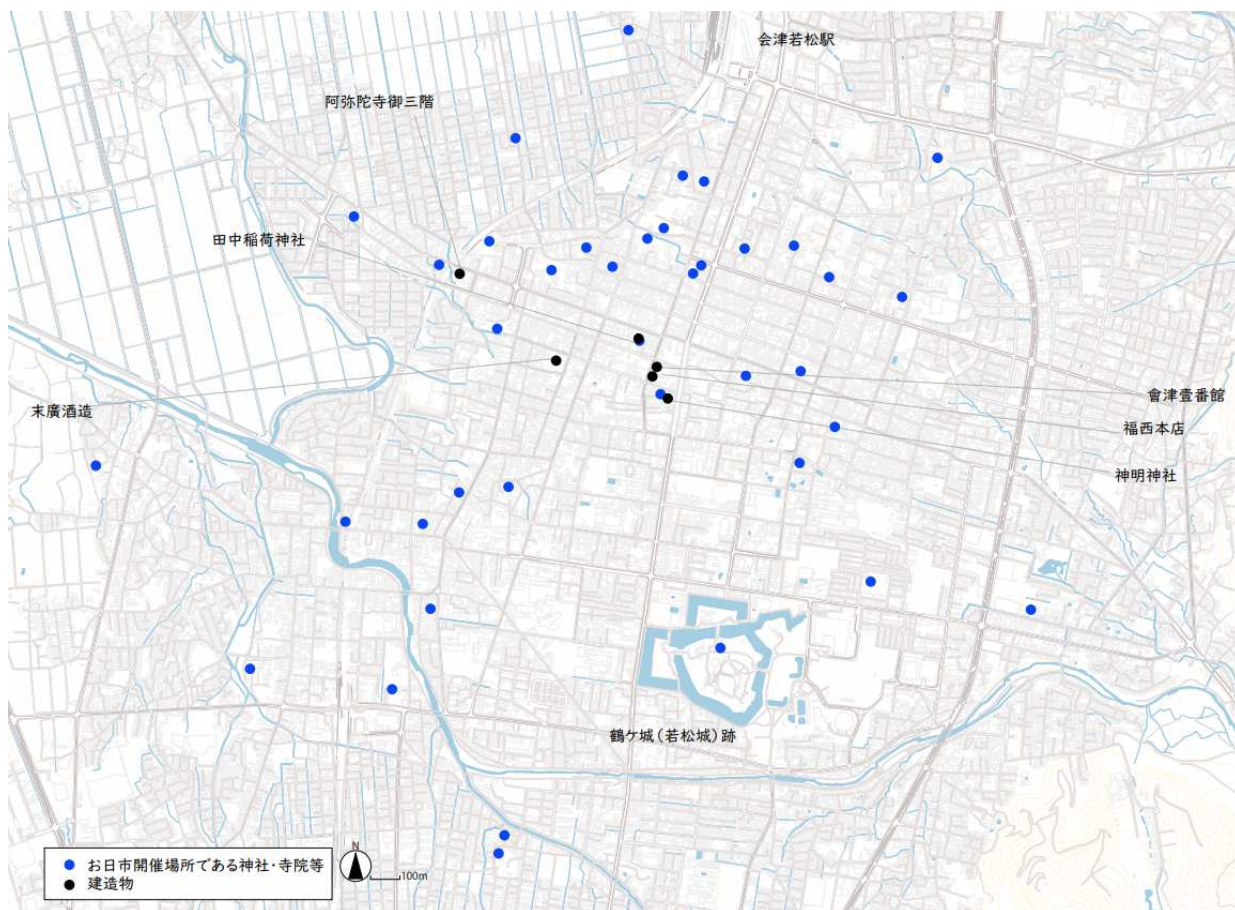 会津若松駅
阿弥陀寺御三階
田中稲荷神社
會津壹番館
末廣酒造
福西本店
神明神社
鶴ケ城(若松城)跡
お日市開催場所である神社・寺院等
建造物
N
100m